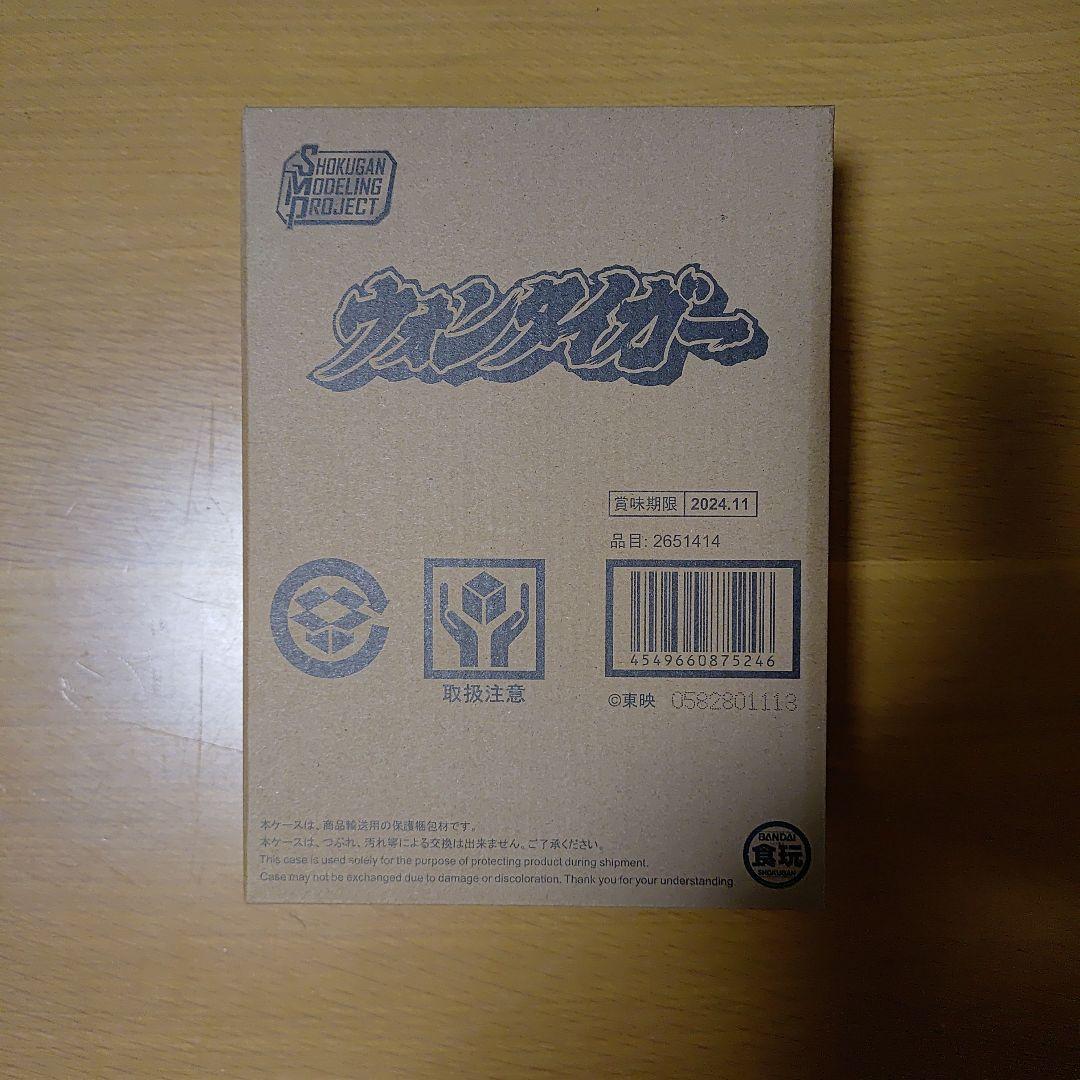 SHOKUGAN
MODELING
PROJECT
ウォンタイガー
賞味期限 2024.11
品目: 2651414
4549660875246
取扱注意
©東映 0582801113
本ケースは、商品輸送用の保護梱包材です。
本ケースは、つぶれ、汚れ等による交換は出来ません。ご了承ください。
This case is used solely for the purpose of protecting product during shipment.
Case may not be exchanged due to damage or discoloration. Thank you for your understanding.
BANDAI
食玩
SHOKUGAN